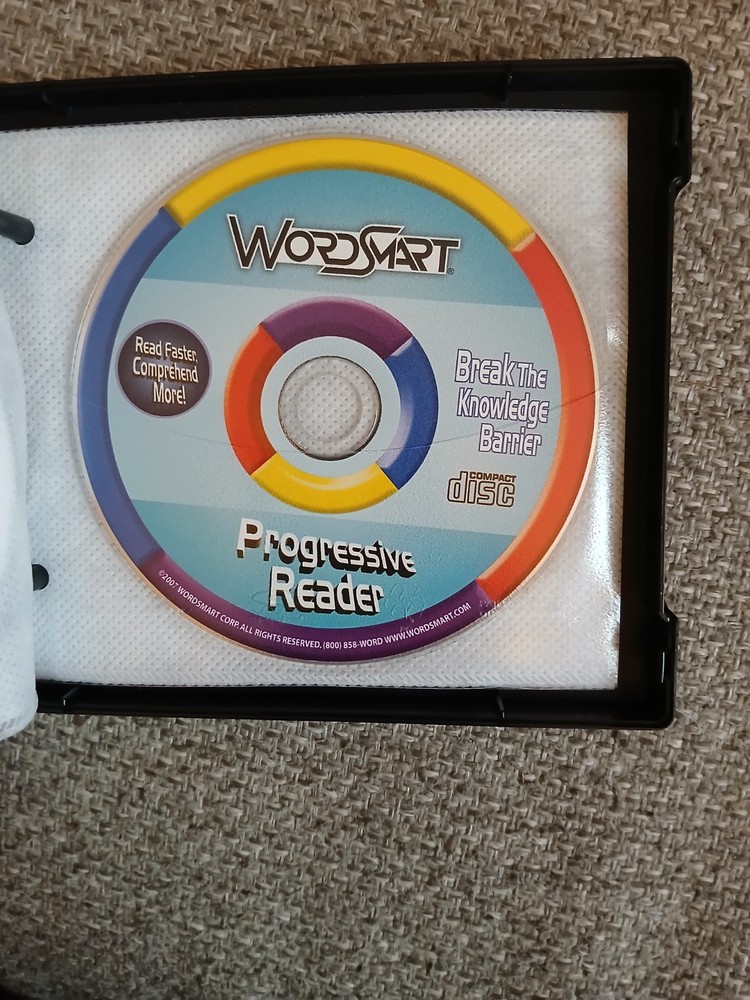 WORDSMART®
Read Faster.
Comprehend
More!
Break The
Knowledge
Barrier
COMPACT
disc
Progressive
Reader
©2007 WORDSMART CORP. ALL RIGHTS RESERVED. (800) 858-WORD WWW.WORDSMART.COM